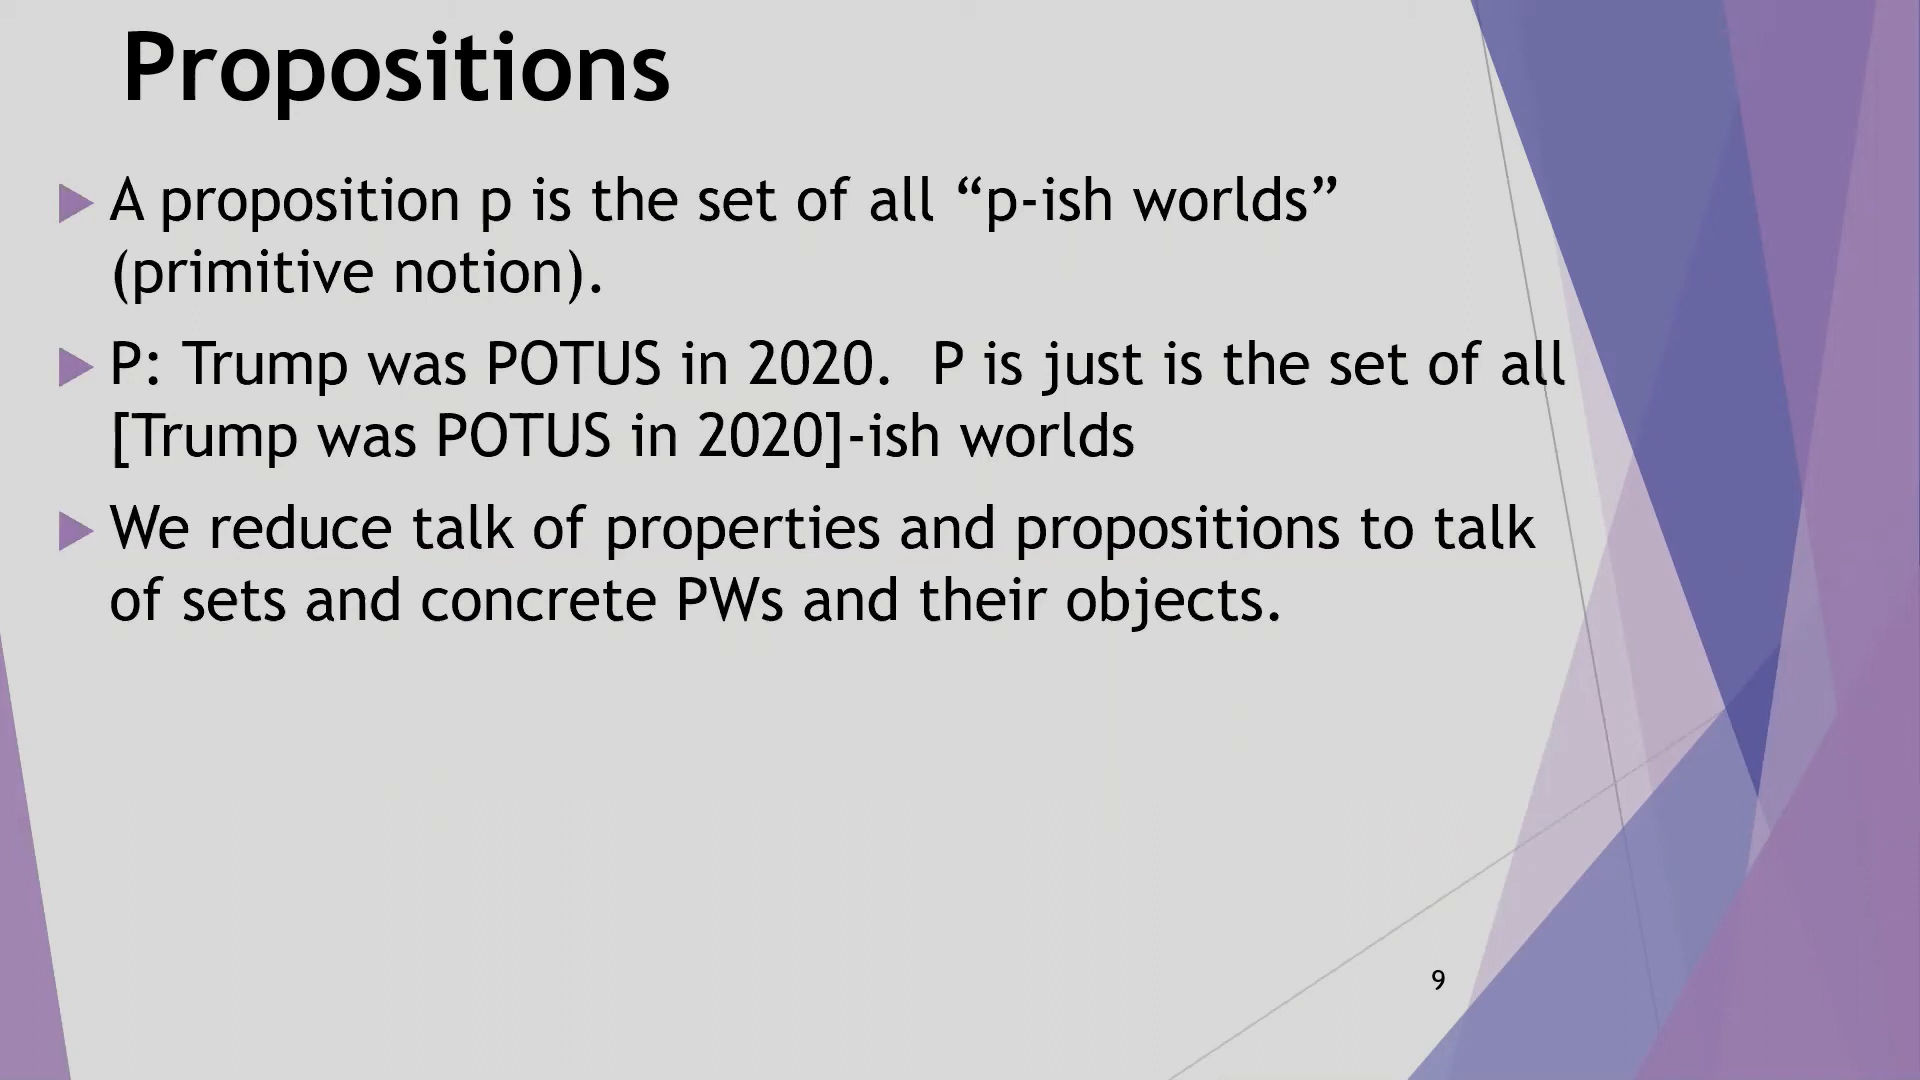 Propositions
A proposition p is the set of all “p-ish worlds”
(primitive notion).
P: Trump was POTUS in 2020.  P is just is the set of all
[Trump was POTUS in 2020]-ish worlds
We reduce talk of properties and propositions to talk
of sets and concrete PWs and their objects.
9